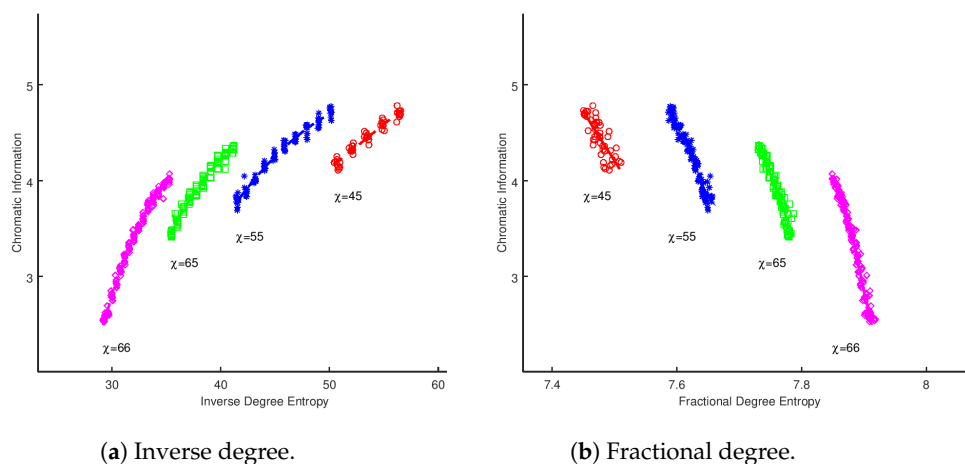 5
4
3
Chromatic Information
χ=45
χ=55
χ=65
χ=66
30 40 50 60
Inverse Degree Entropy
(a) Inverse degree.
5
4
3
Chromatic Information
χ=45
χ=55
χ=65
χ=66
7.4 7.6 7.8 8
Fractional Degree Entropy
(b) Fractional degree.